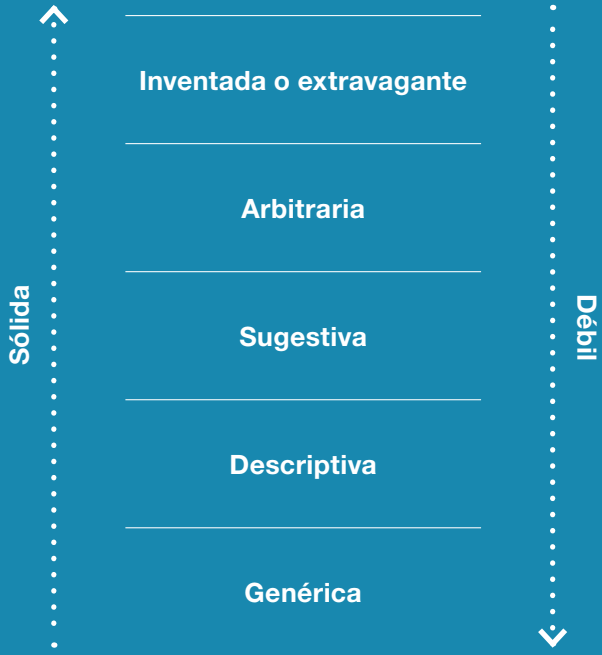 Inventada o extravagante
Arbitraria
Sugestiva
Descriptiva
Genérica
Sólida
Débil